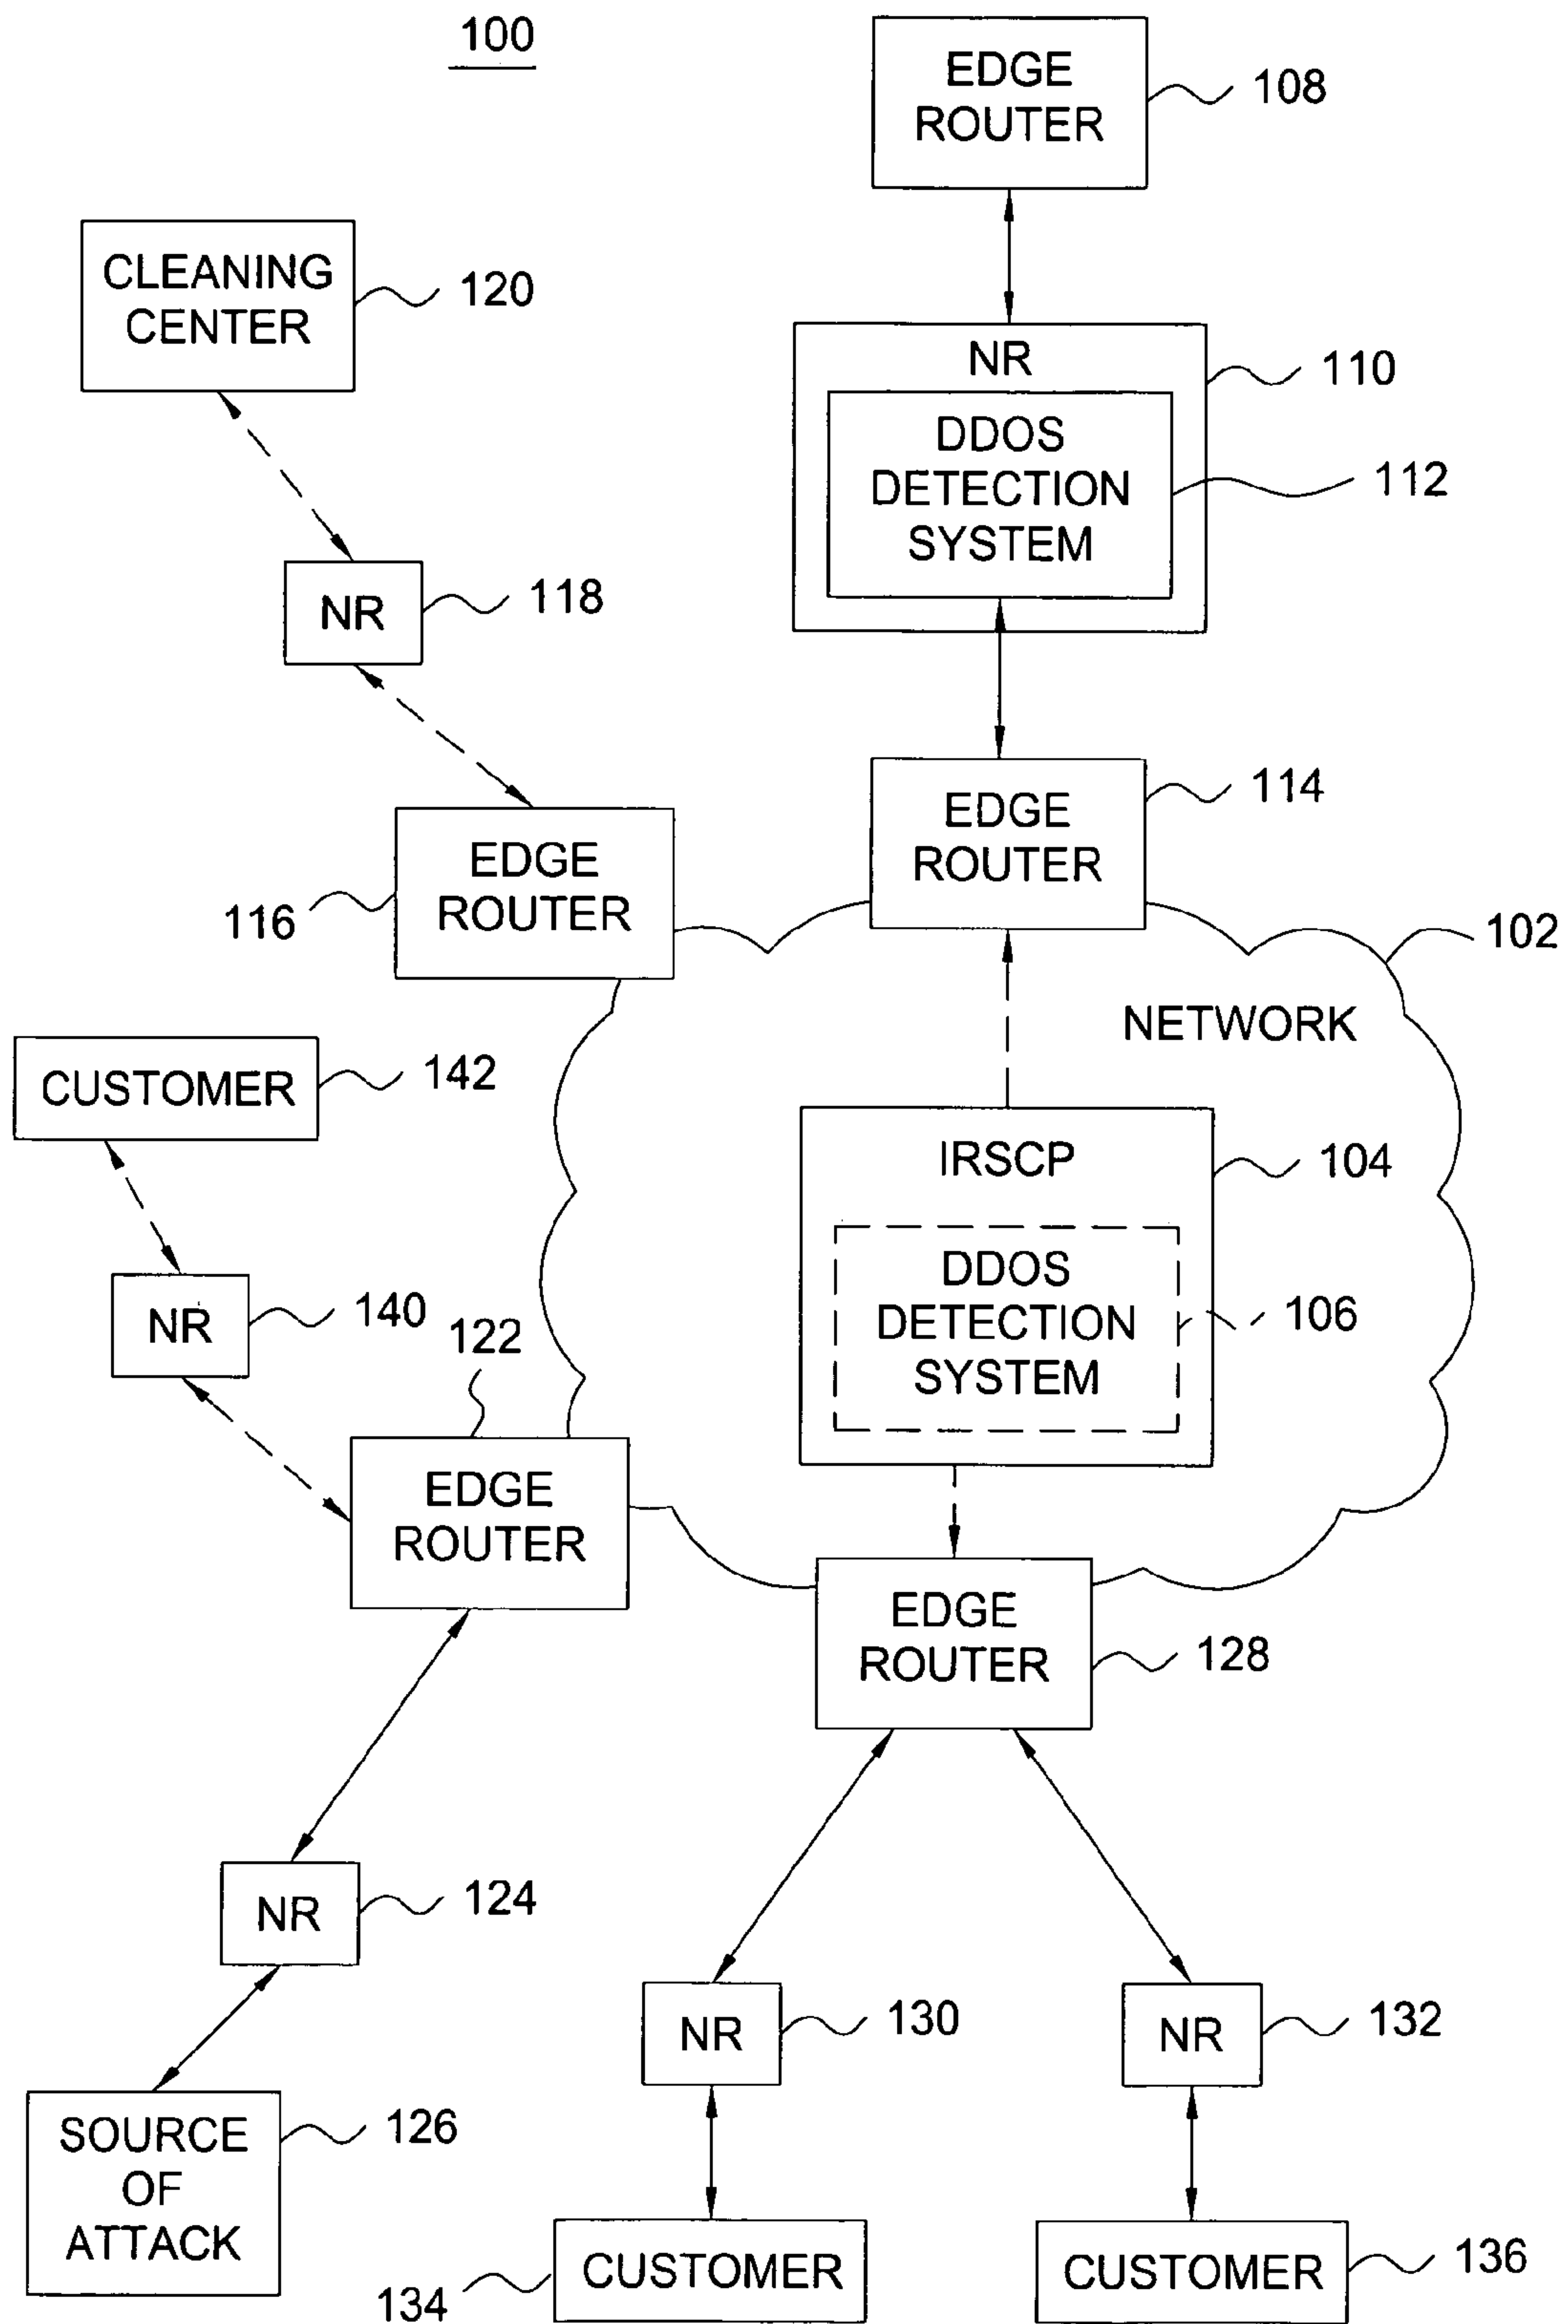 100
EDGE
ROUTER
108
CLEANING
CENTER
120
NR
110
DDOS
DETECTION
SYSTEM
112
NR
118
EDGE
ROUTER
114
EDGE
ROUTER
116
102
NETWORK
CUSTOMER
142
IRSCP
104
DDOS
DETECTION
SYSTEM
106
NR
140
122
EDGE
ROUTER
EDGE
ROUTER
128
NR
124
NR
130
NR
132
SOURCE
OF
ATTACK
126
CUSTOMER
134
CUSTOMER
136